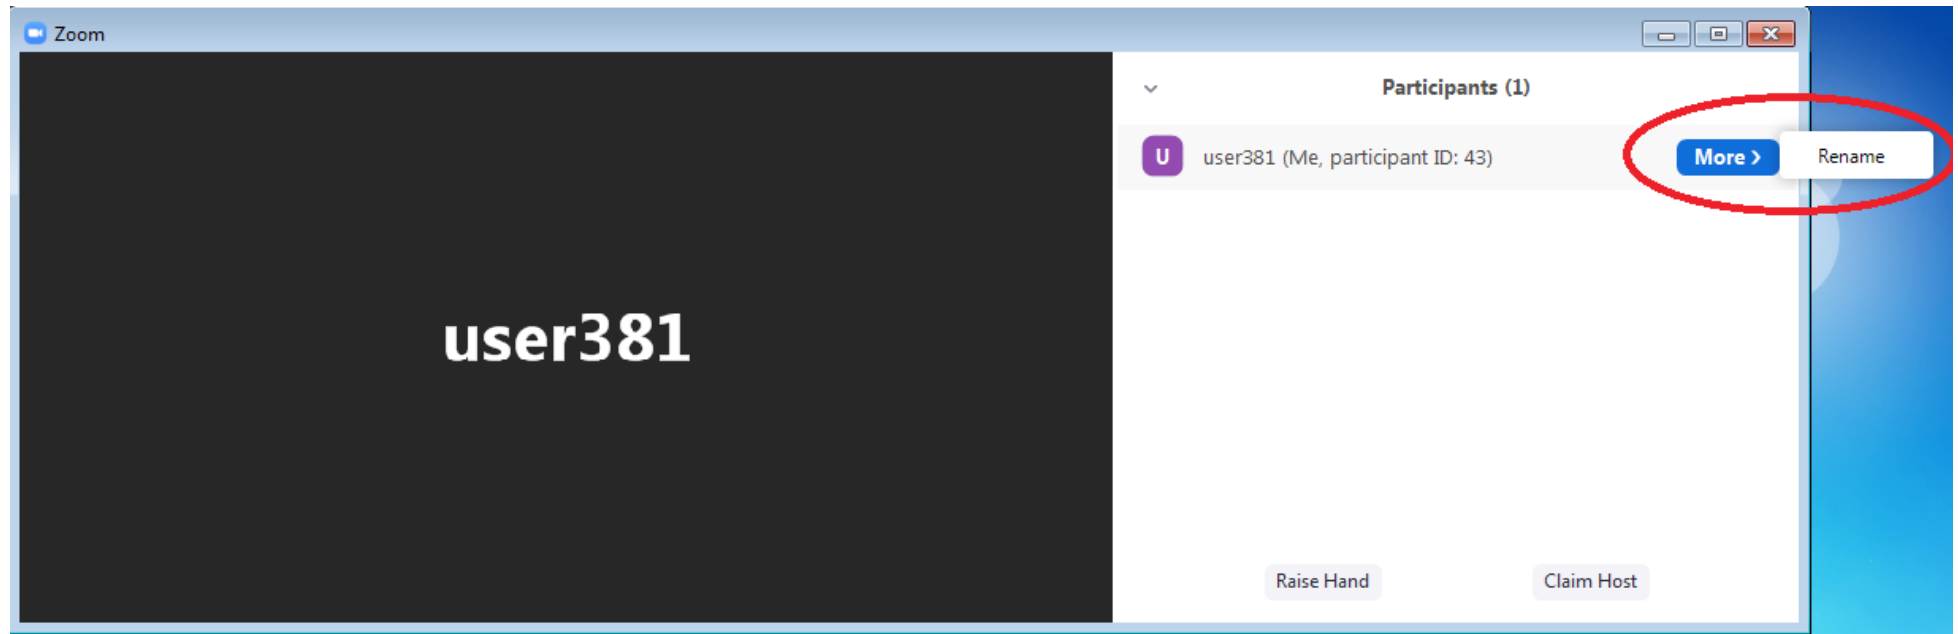 Zoom
Participants (1)
U user381 (Me, participant ID: 43) More > Rename
user381
Raise Hand Claim Host